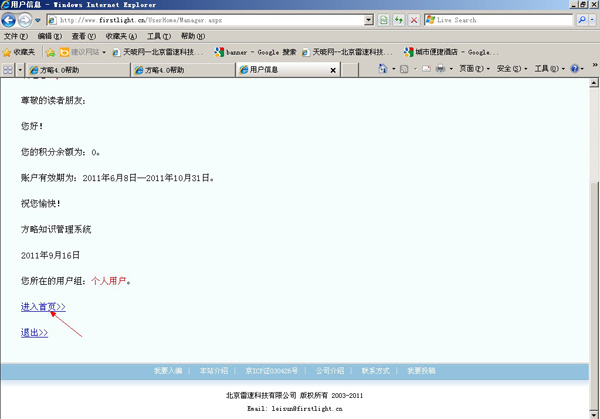 用户信息 - Windows Internet Explorer
http://www.firstlight.cn/UserHome/Manager.aspx
Live Search
文件(F) 编辑(E) 查看(V) 收藏夹(A) 工具(T) 帮助(H)
收藏夹 建议网站 天晓网--北京雷速科技... banner - Google 搜索 天晓网--北京雷速科技... 城市便捷酒店 - Google...
方略4.0帮助 方略4.0帮助 用户信息 页面(P) 安全(S) 工具(O)
尊敬的读者朋友:
您好!
您的积分余额为: 0。
账户有效期为: 2011年6月8日--2011年10月31日。
祝您愉快!
方略知识管理系统
2011年9月16日
您所在的用户组: 个人用户。
进入首页>>
退出>>
我要入编 | 本站介绍 | 京ICP证030426号 | 公司介绍 | 联系方式 | 我要投稿
北京雷速科技有限公司 版权所有 2003-2011
Email: leisun@firstlight.cn